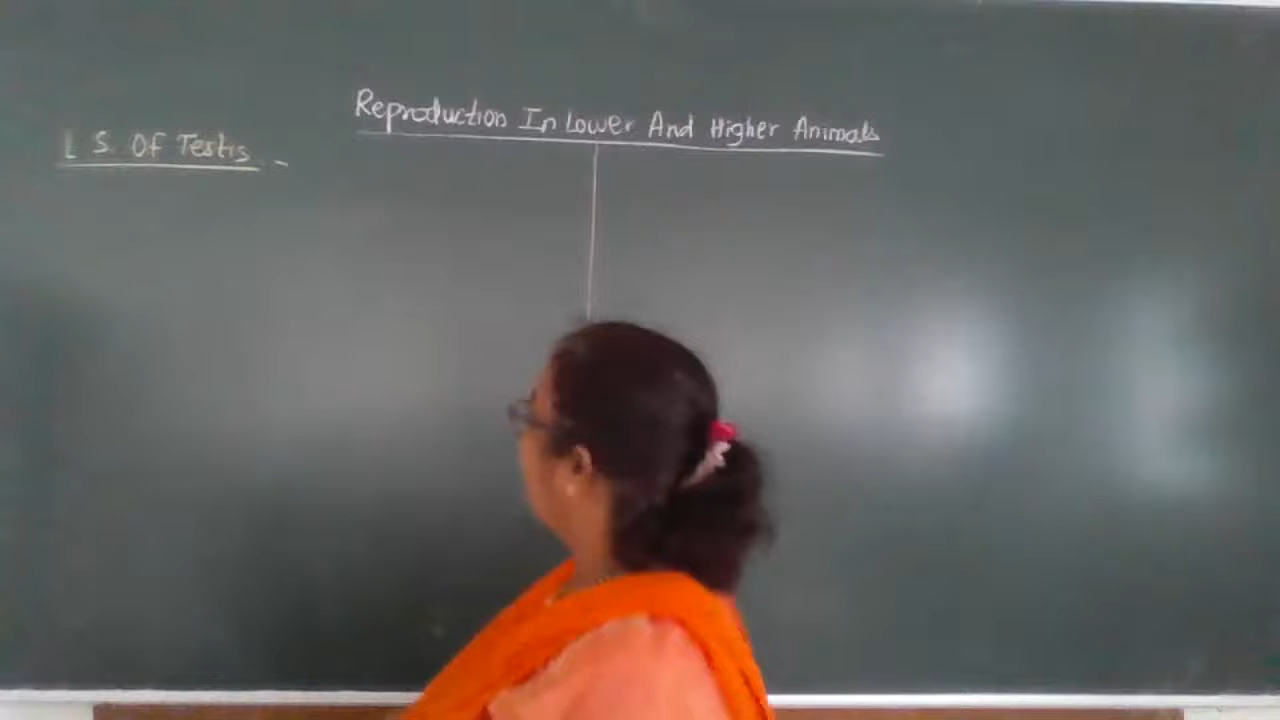 Reproduction In Lower And Higher Animals
L S. Of Testis -